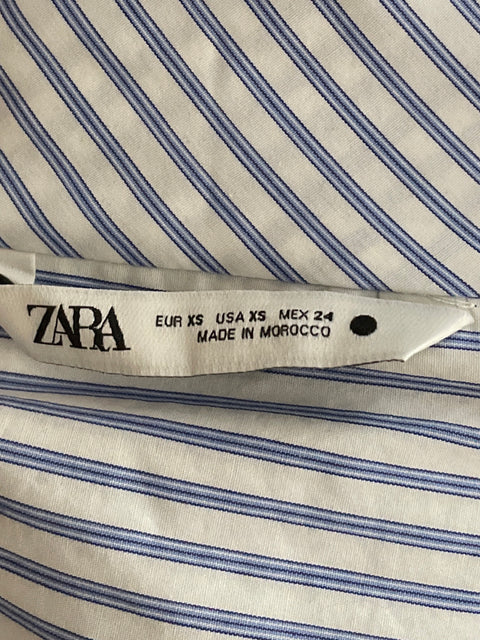 ZARA
EUR XS USA XS MEX 24
MADE IN MOROCCO